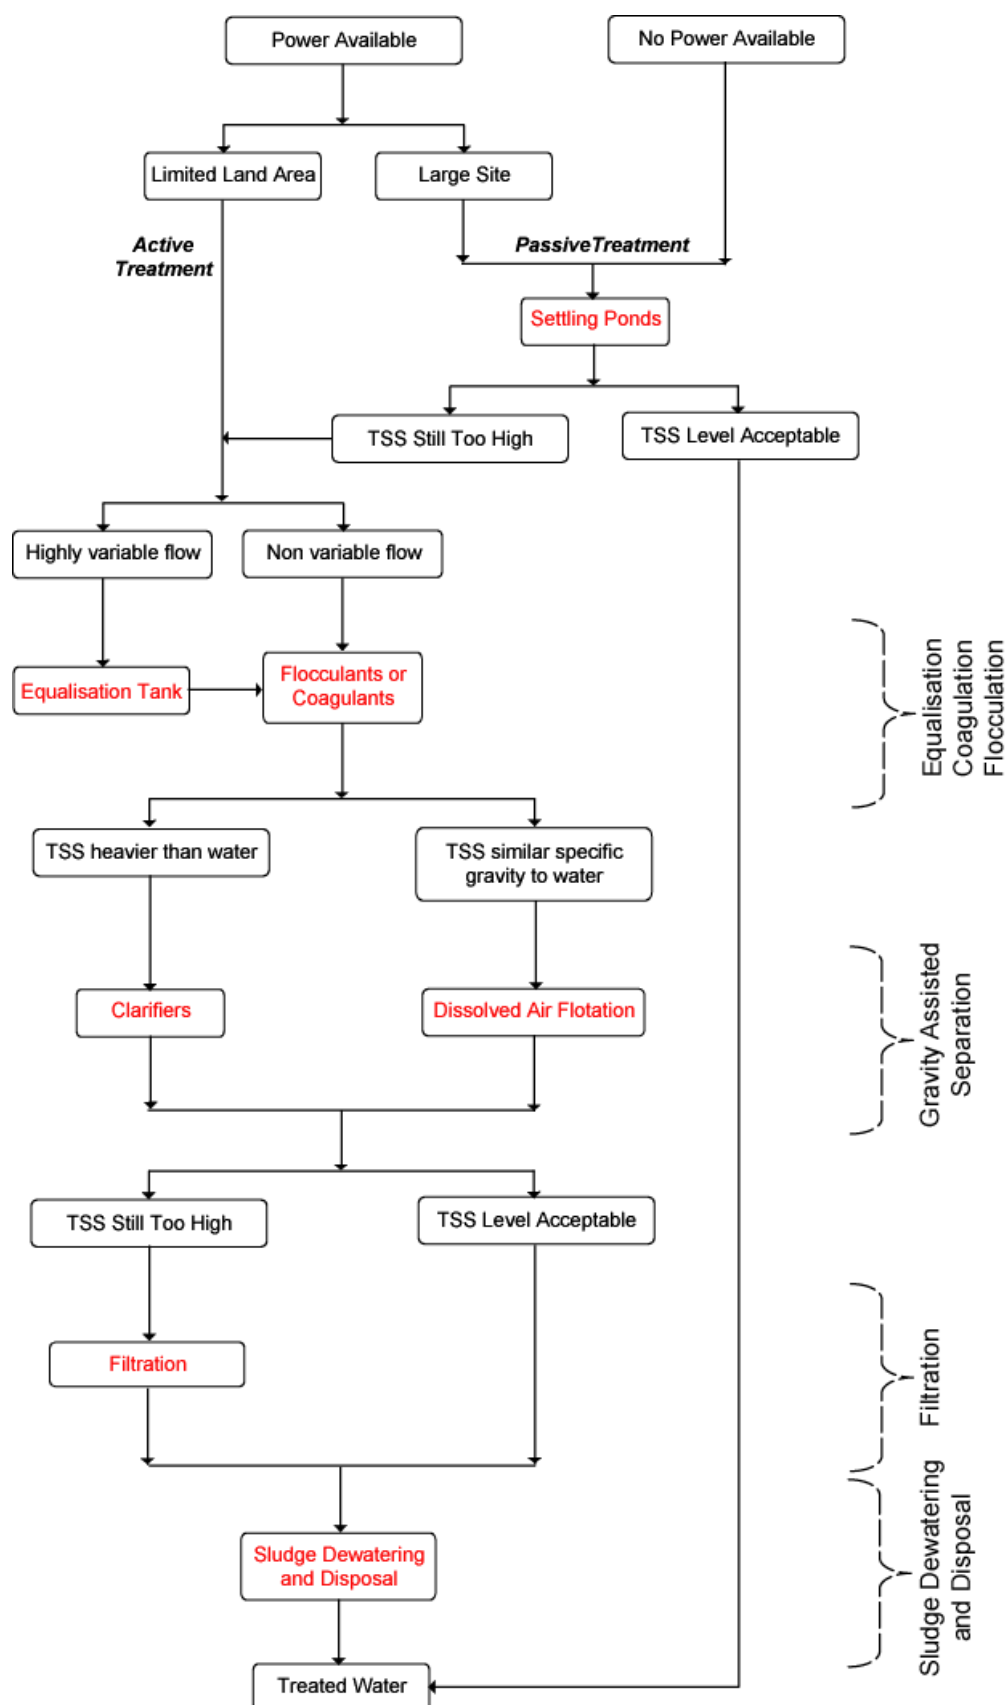 Power Available
No Power Available
Limited Land Area
Large Site
Active
Treatment
PassiveTreatment
Settling Ponds
TSS Still Too High
TSS Level Acceptable
Highly variable flow
Non variable flow
Equalisation Tank
Flocculants or
Coagulants
Equalisation
Coagulation
Flocculation
TSS heavier than water
TSS similar specific
gravity to water
Clarifiers
Dissolved Air Flotation
Gravity Assisted
Separation
TSS Still Too High
TSS Level Acceptable
Filtration
Filtration
Sludge Dewatering
and Disposal
Sludge Dewatering
and Disposal
Treated Water